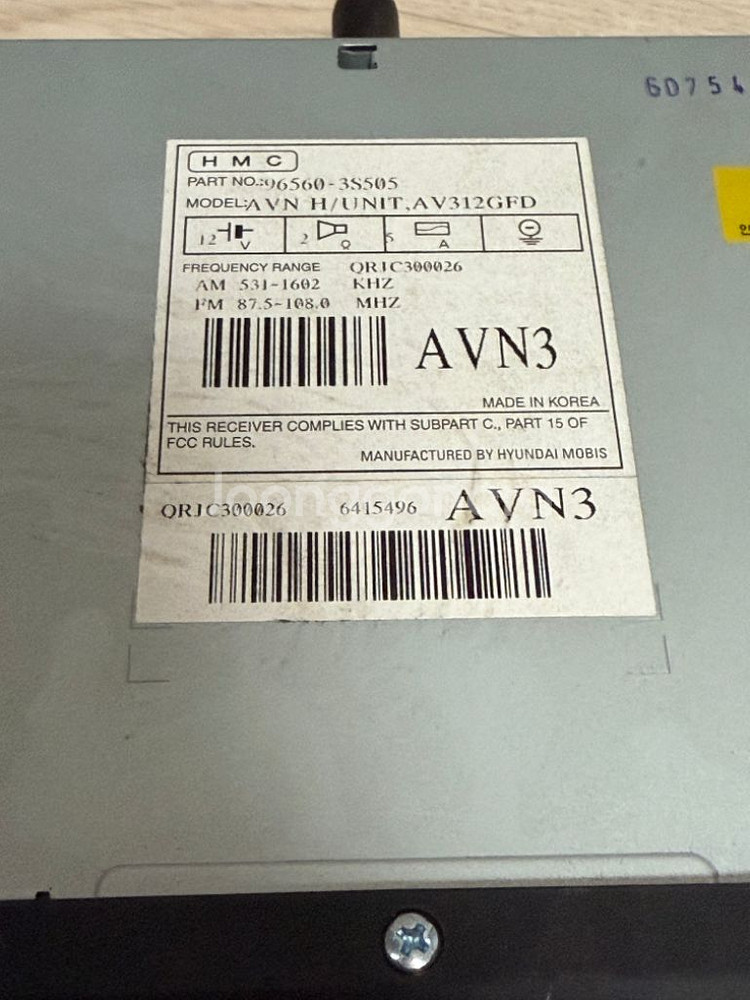 6D754
HMC
PART NO.:96560-3S505
MODEL:AVN H/UNIT,AV312GFD
12 V 2 Ω 5 A
FREQUENCY RANGE QRJC300026
AM 531-1602 KHZ
FM 87.5~108.0 MHZ
AVN3
MADE IN KOREA
THIS RECEIVER COMPLIES WITH SUBPART C., PART 15 OF
FCC RULES.
MANUFACTURED BY HYUNDAI MOBIS
QRJC300026 6415496 AVN3